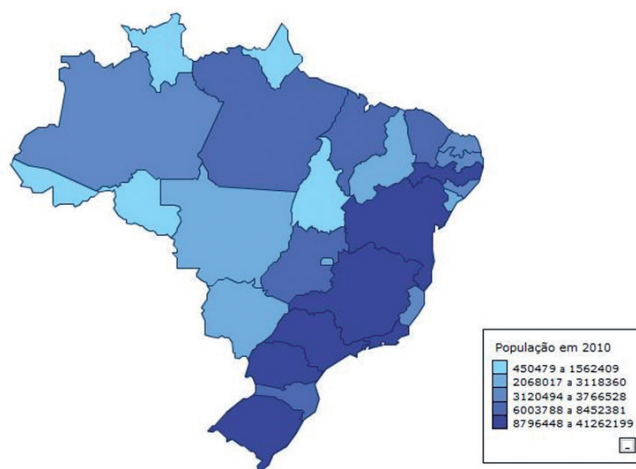 População em 2010
450479 a 1562409
2068017 a 3118360
3120494 a 3766528
6003788 a 8452381
8796448 a 41262199